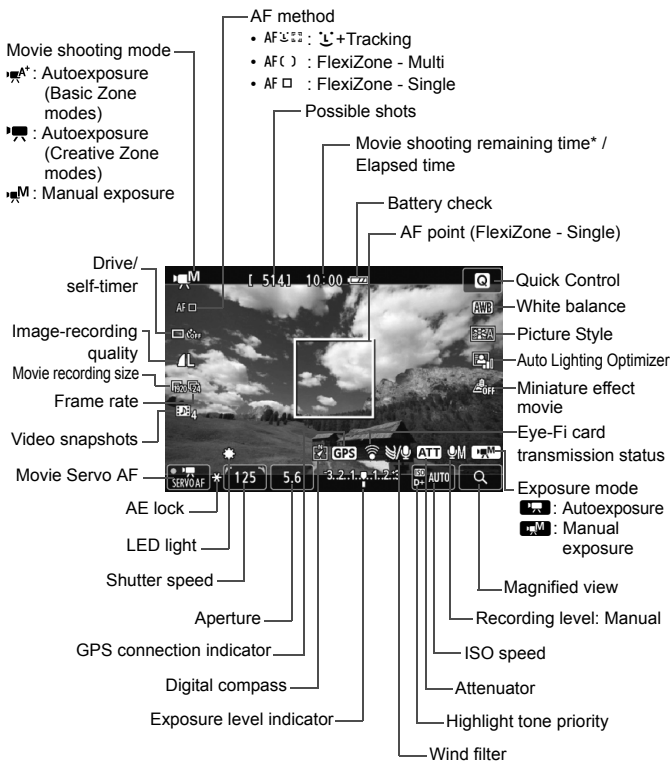 AF method
• AF : +Tracking
• AF( ) : FlexiZone - Multi
• AF □ : FlexiZone - Single
Movie shooting mode
A+ : Autoexposure
(Basic Zone
modes)
: Autoexposure
(Creative Zone
modes)
M : Manual exposure
Possible shots
Movie shooting remaining time* /
Elapsed time
Battery check
AF point (FlexiZone - Single)
Drive/
self-timer
Image-recording
quality
Movie recording size
Frame rate
Video snapshots
Movie Servo AF
AE lock
LED light
Shutter speed
Aperture
GPS connection indicator
Digital compass
Exposure level indicator
M [ 514] 10:00 Q
AF □
AWB
OFF
A
L
1920 24
OFF
4
N GPS ATT M M
SERVO AF * 125 5.6 -3.2.1.0.1.2.3 ISO D+ AUTO
Quick Control
White balance
Picture Style
Auto Lighting Optimizer
Miniature effect
movie
Eye-Fi card
transmission status
Exposure mode
: Autoexposure
M : Manual
exposure
Magnified view
Recording level: Manual
ISO speed
Attenuator
Highlight tone priority
Wind filter